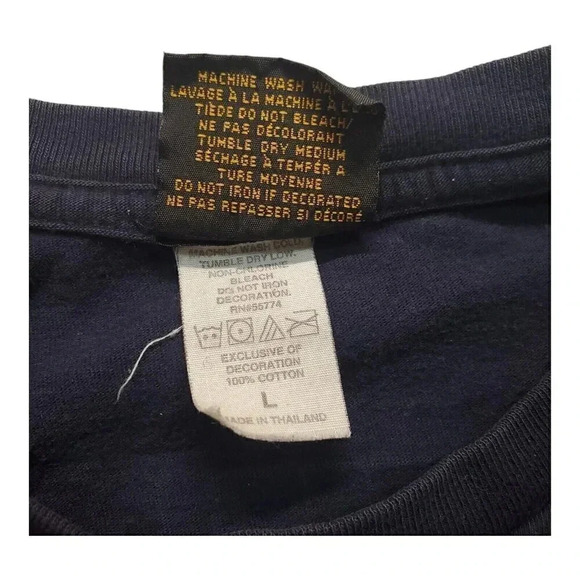 MACHINE WASH WA
LAVAGE À LA MACHINE À L'
TIÈDE DO NOT BLEACH/
NE PAS DÉCOLORANT
TUMBLE DRY MEDIUM
SÉCHAGE À TEMPÉR A
TURE MOYENNE
DO NOT IRON IF DECORATED
NE PAS REPASSER SI DÉCORÉ
MACHINE WASH COLD.
TUMBLE DRY LOW.
NON-CHLORINE
BLEACH
DO NOT IRON
DECORATION.
RN#55774
EXCLUSIVE OF
DECORATION
100% COTTON
L
MADE IN THAILAND